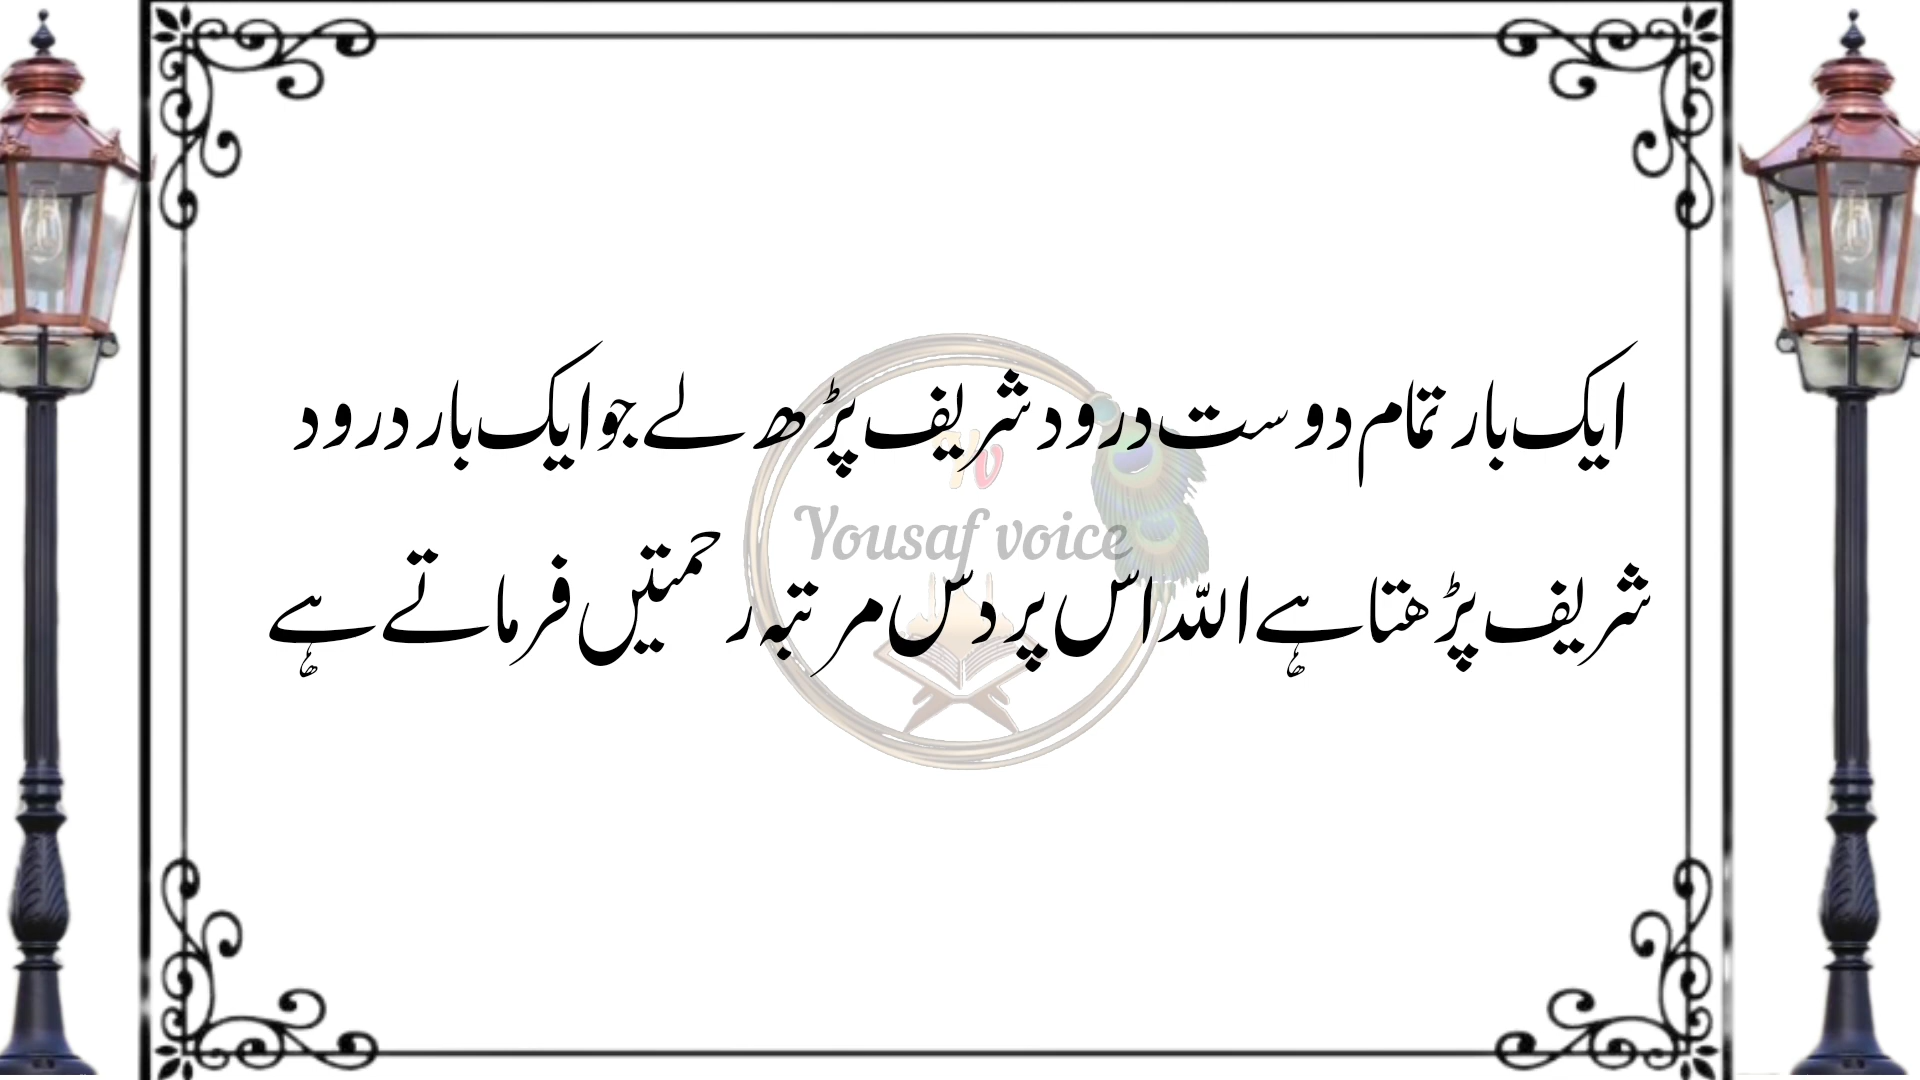 ایک بار تمام دوست درود شریف پڑھ لے جو ایک بار درود
شریف پڑھتا ہے اللہ اس پر دس مرتبہ رحمتیں فرماتے ہے
YV
Yousaf voice